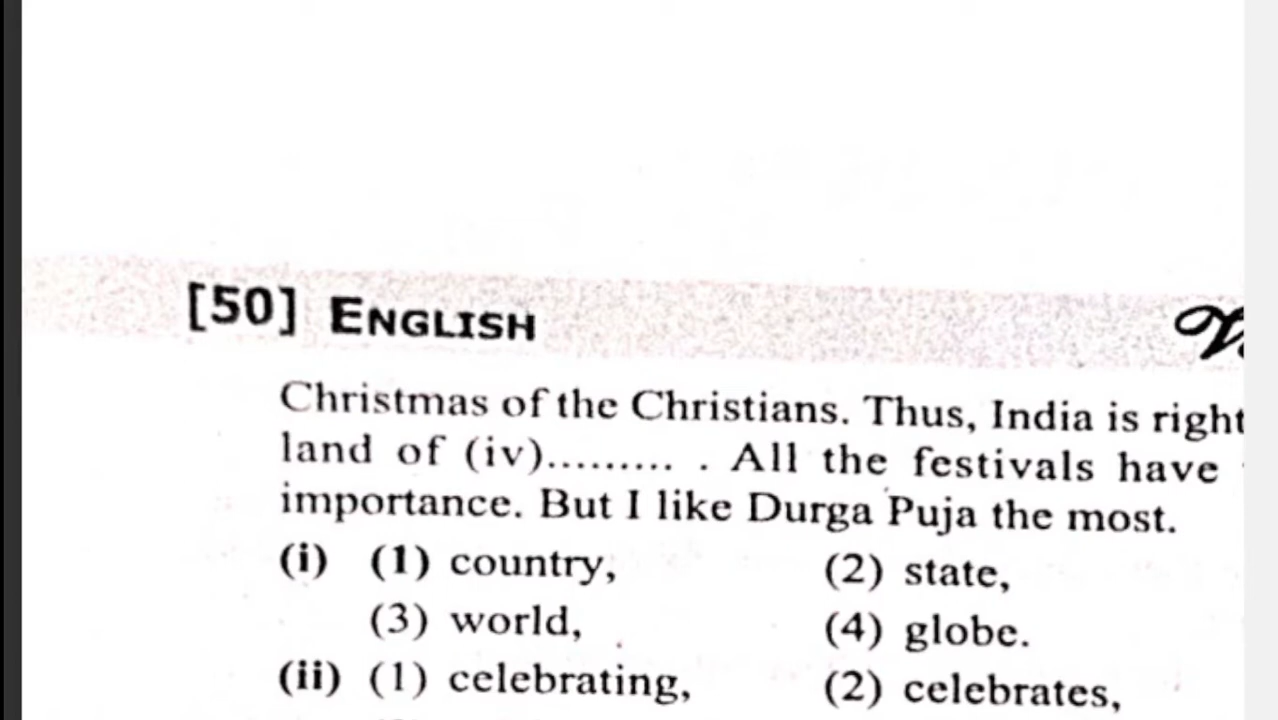 [50] ENGLISH
Christmas of the Christians. Thus, India is right
land of (iv)......... . All the festivals have
importance. But I like Durga Puja the most.
(i) (1) country, (2) state,
(3) world, (4) globe.
(ii) (1) celebrating, (2) celebrates,